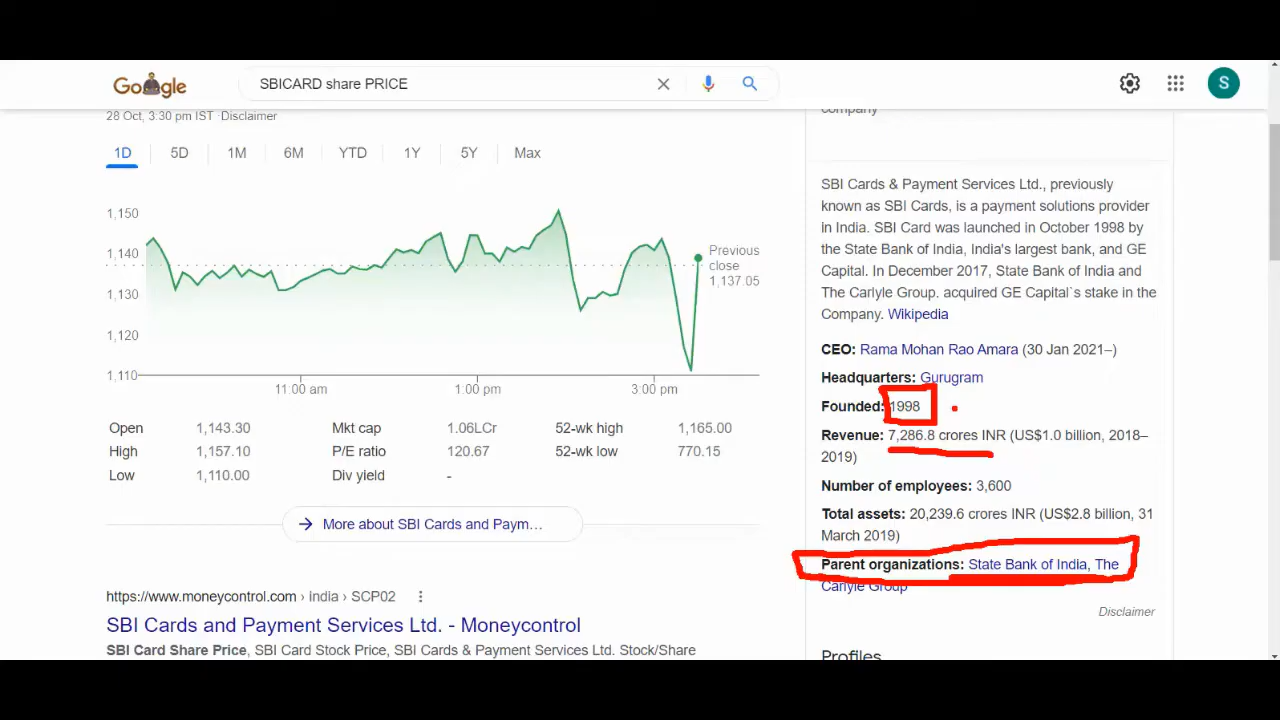 Google
SBICARD share PRICE
S
28 Oct, 3:30 pm IST · Disclaimer
1D 5D 1M 6M YTD 1Y 5Y Max
1,150
1,140
1,130
1,120
1,110
Previous
close
1,137.05
11:00 am 1:00 pm 3:00 pm
Open 1,143.30 Mkt cap 1.06LCr 52-wk high 1,165.00
High 1,157.10 P/E ratio 120.67 52-wk low 770.15
Low 1,110.00 Div yield -
More about SBI Cards and Paym...
https://www.moneycontrol.com › india › SCP02
SBI Cards and Payment Services Ltd. - Moneycontrol
SBI Card Share Price, SBI Card Stock Price, SBI Cards & Payment Services Ltd. Stock/Share
company
SBI Cards & Payment Services Ltd., previously
known as SBI Cards, is a payment solutions provider
in India. SBI Card was launched in October 1998 by
the State Bank of India, India's largest bank, and GE
Capital. In December 2017, State Bank of India and
The Carlyle Group. acquired GE Capital`s stake in the
Company. Wikipedia
CEO: Rama Mohan Rao Amara (30 Jan 2021–)
Headquarters: Gurugram
Founded: 1998
Revenue: 7,286.8 crores INR (US$1.0 billion, 2018–
2019)
Number of employees: 3,600
Total assets: 20,239.6 crores INR (US$2.8 billion, 31
March 2019)
Parent organizations: State Bank of India, The
Carlyle Group
Disclaimer
Profiles